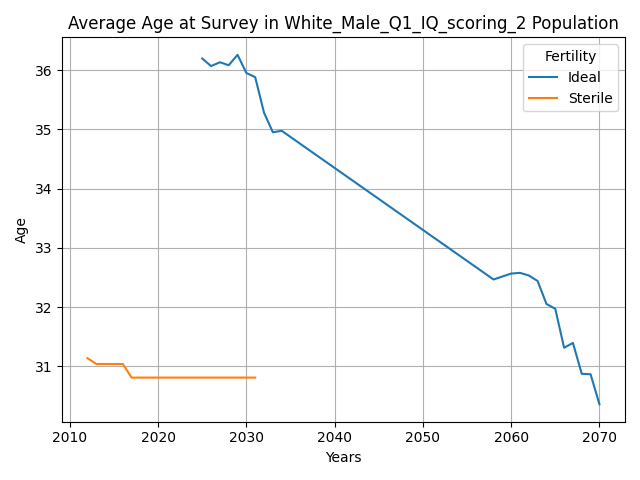 Average Age at Survey in White_Male_Q1_IQ_scoring_2 Population
Fertility
Ideal
Sterile
36
35
34
33
32
31
Age
2010 2020 2030 2040 2050 2060 2070
Years